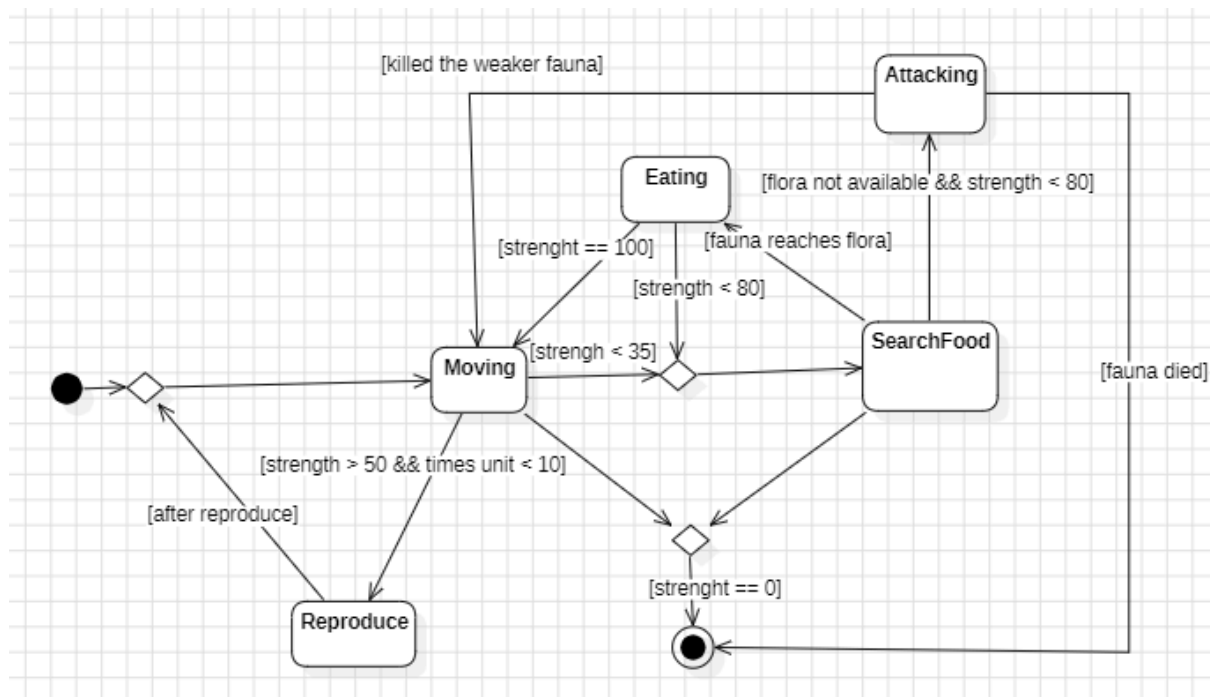 [killed the weaker fauna]
Attacking
Eating
[flora not available && strength < 80]
[strenght == 100]
[fauna reaches flora]
[strength < 80]
SearchFood
[strengh < 35]
Moving
[fauna died]
[strength > 50 && times unit < 10]
[after reproduce]
[strenght == 0]
Reproduce